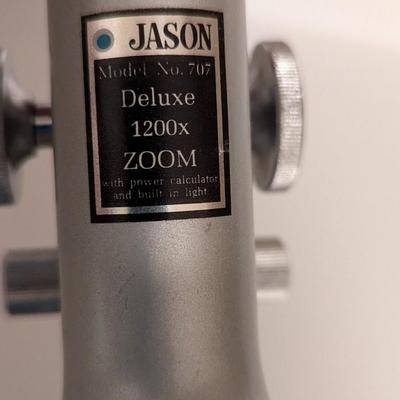 JASON
Model No. 707
Deluxe
1200x
ZOOM
with power calculator
and built in light